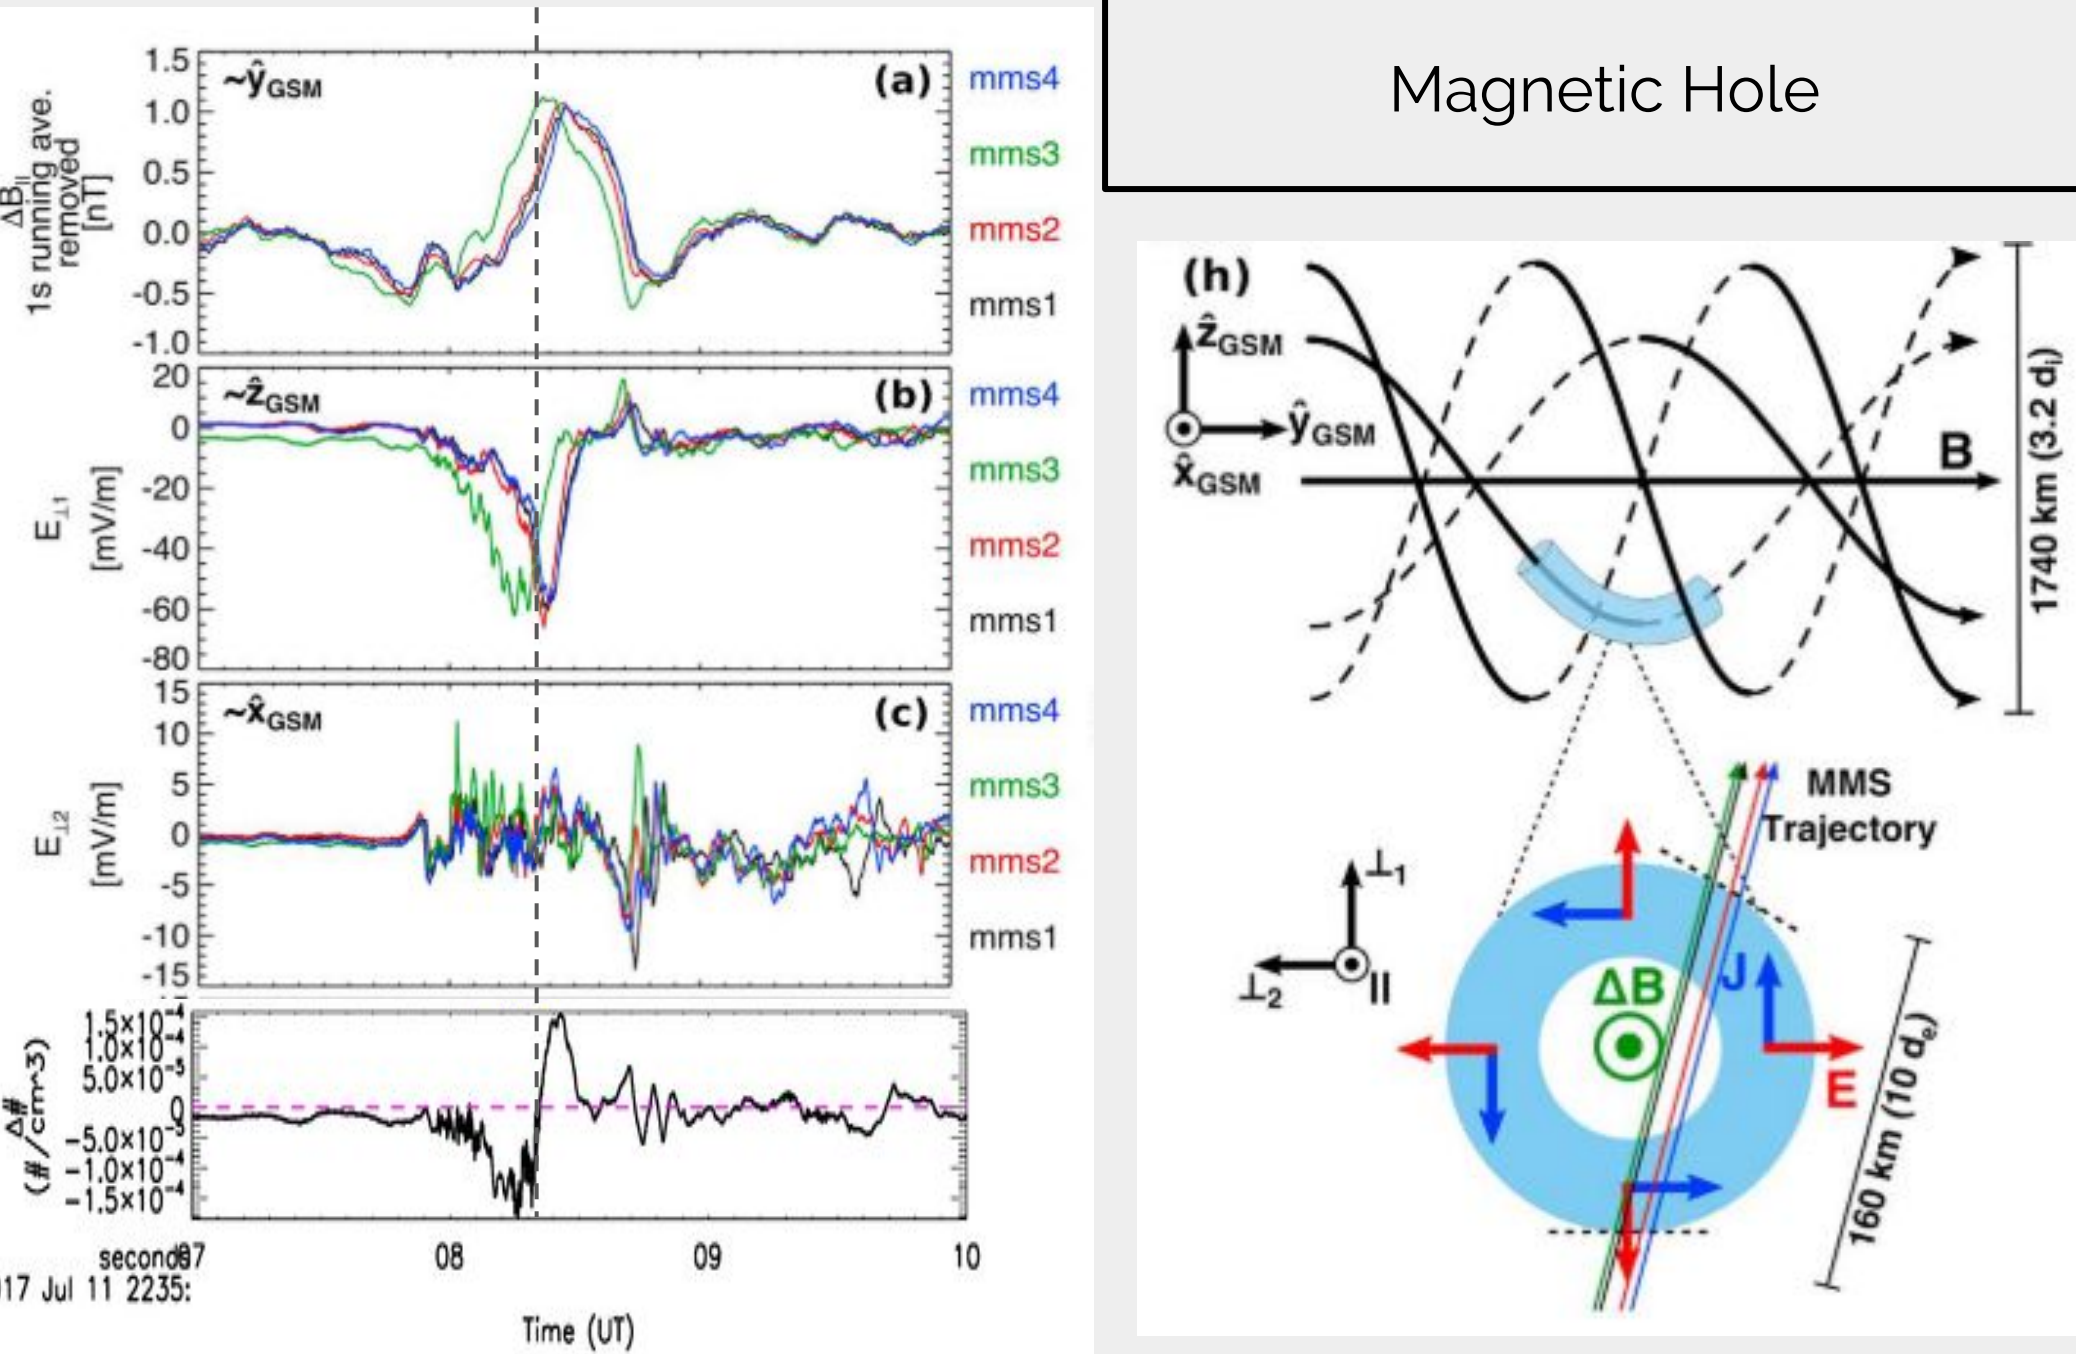 Magnetic Hole
ΔB||
1s running ave.
removed
[nT]
1.5
1.0
0.5
0.0
-0.5
-1.0
~ŷGSM
(a)
mms4
mms3
mms2
mms1
E⊥1
[mV/m]
20
0
-20
-40
-60
-80
~ẑGSM
(b)
mms4
mms3
mms2
mms1
E⊥2
[mV/m]
15
10
5
0
-5
-10
-15
~x̂GSM
(c)
mms4
mms3
mms2
mms1
Δ#
(#/cm^3)
1.5×10⁻⁴
1.0×10⁻⁴
5.0×10⁻⁵
0
−5.0×10⁻⁵
−1.0×10⁻⁴
−1.5×10⁻⁴
seconds
07 08 09 10
17 Jul 11 2235:
Time (UT)
(h)
ẑGSM
ŷGSM
x̂GSM
B
1740 km (3.2 di)
MMS
Trajectory
⊥1
⊥2
||
ΔB
J
E
160 km (10 de)